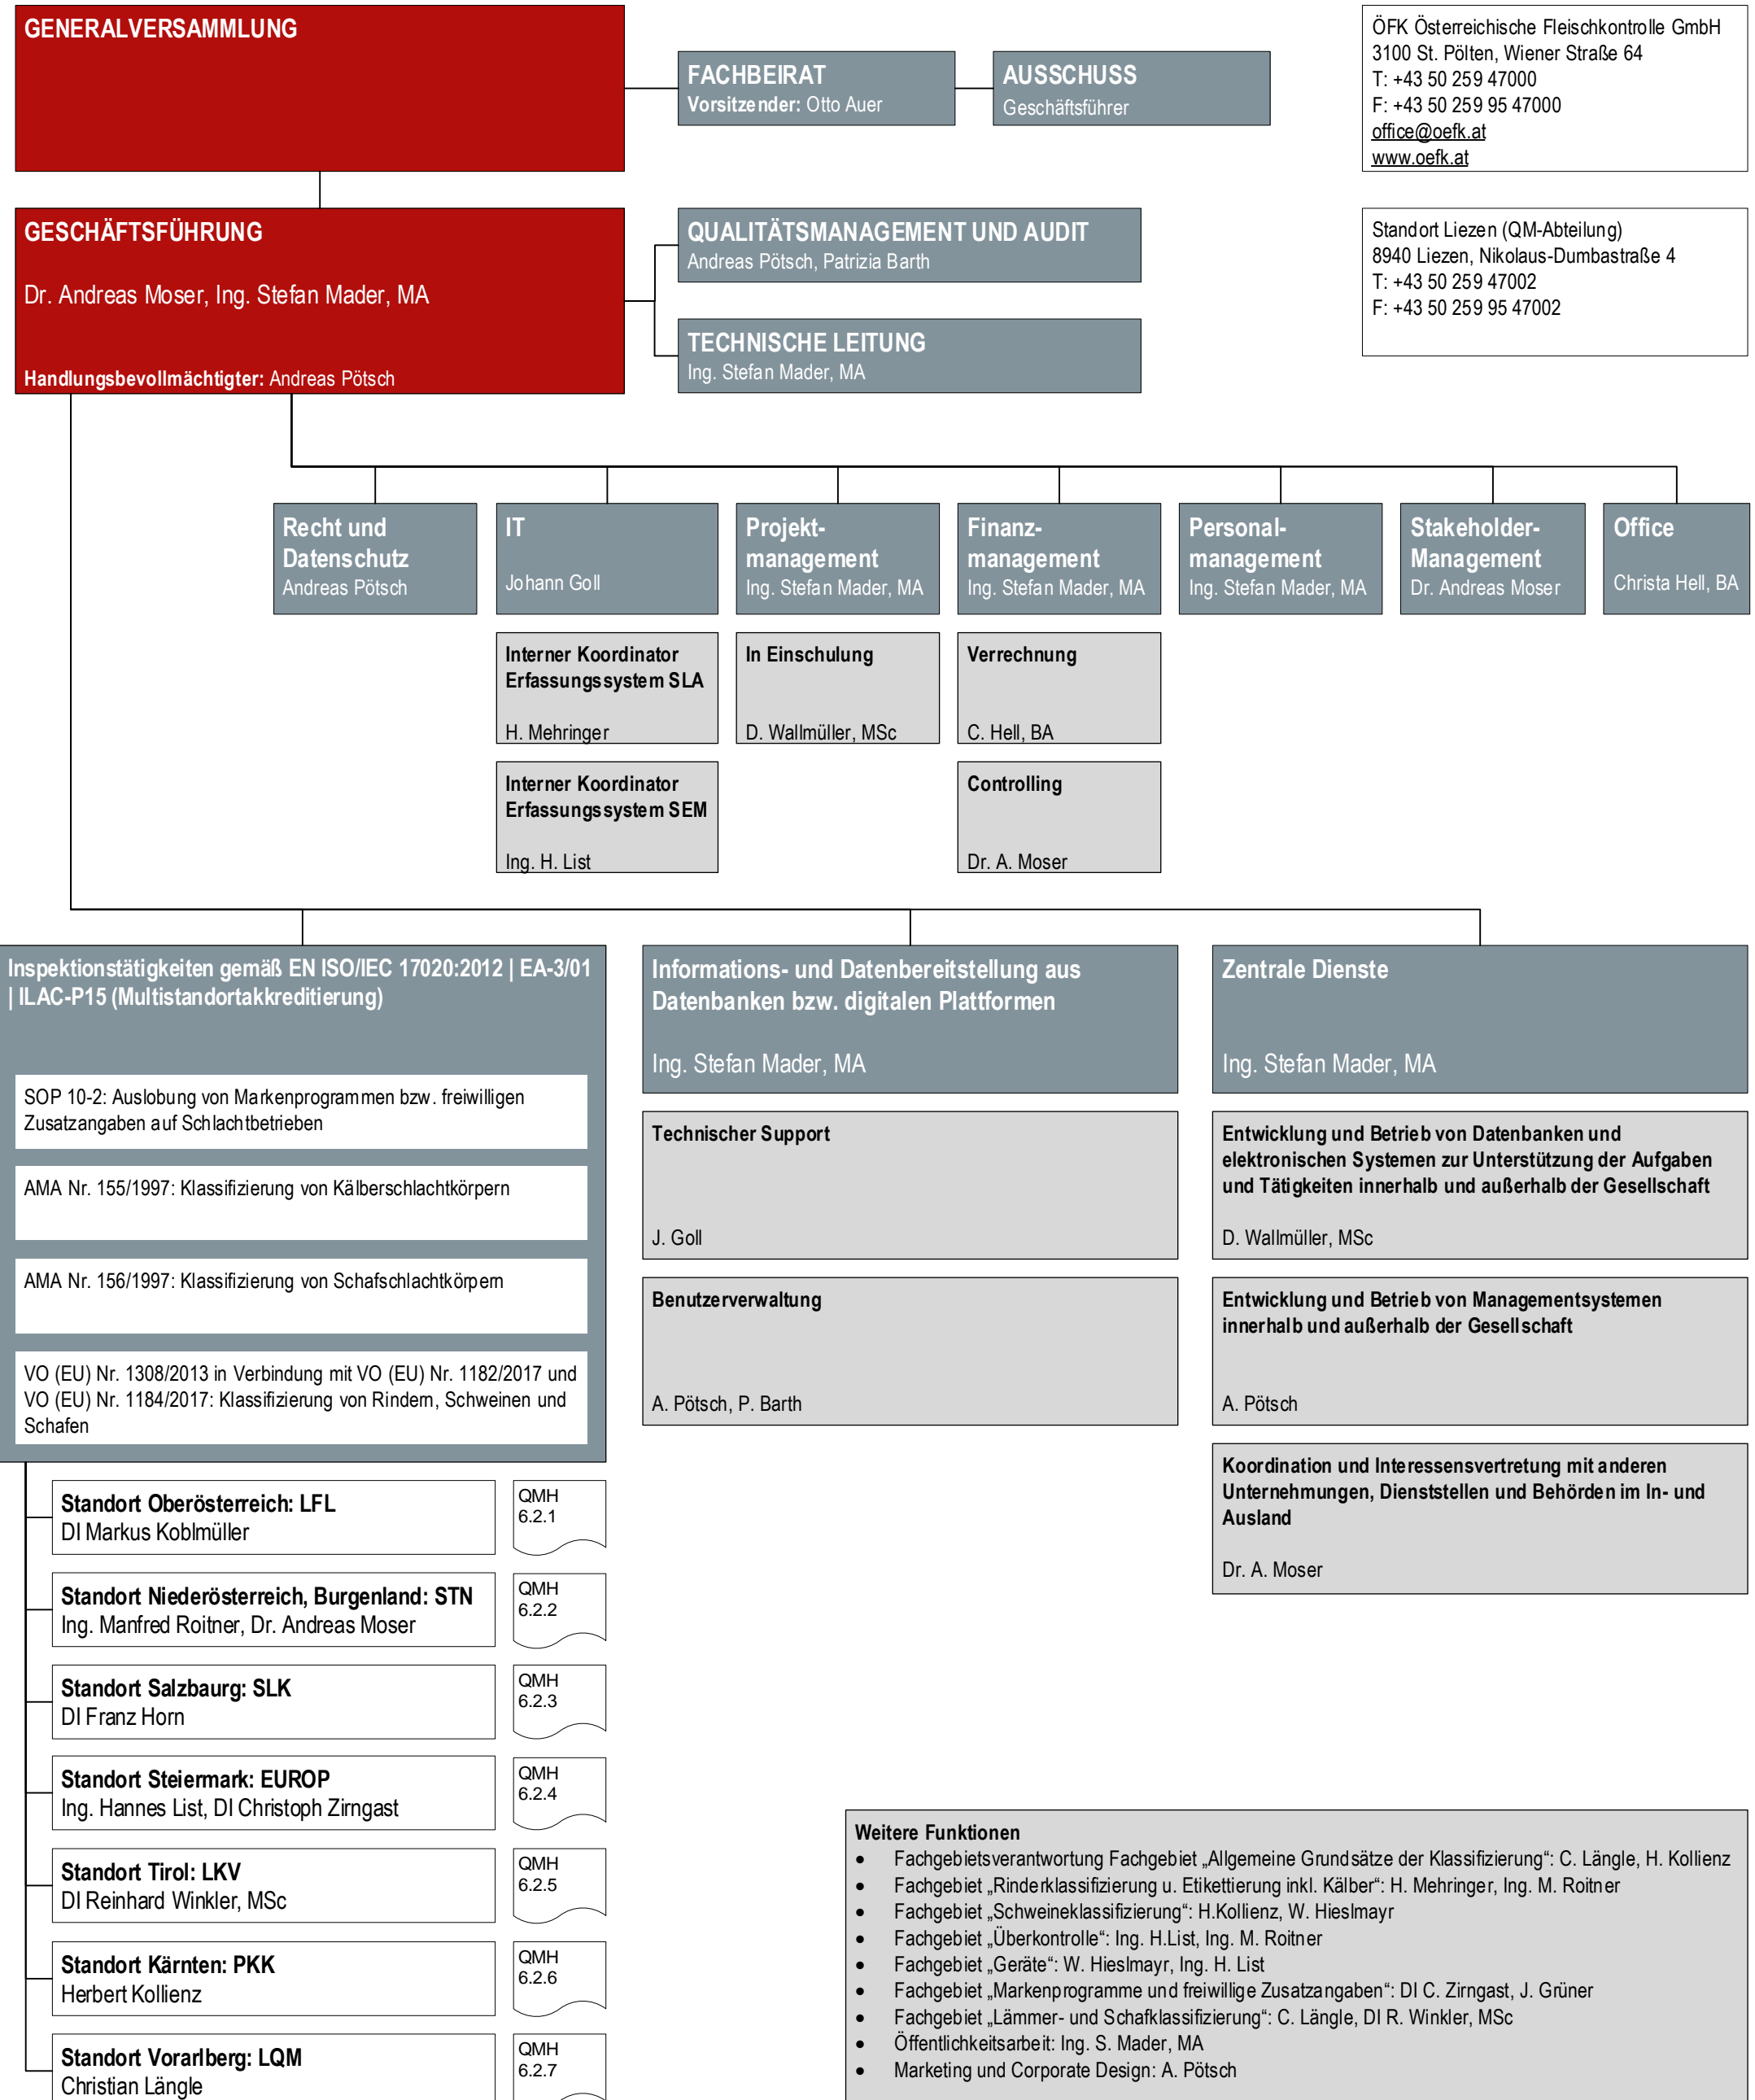 GENERALVERSAMMLUNG
FACHBEIRAT
Vorsitzender: Otto Auer
AUSSCHUSS
Geschäftsführer
ÖFK Österreichische Fleischkontrolle GmbH
3100 St. Pölten, Wiener Straße 64
T: +43 50 259 47000
F: +43 50 259 95 47000
office@oefk.at
www.oefk.at
GESCHÄFTSFÜHRUNG
Dr. Andreas Moser, Ing. Stefan Mader, MA
Handlungsbevollmächtigter: Andreas Pötsch
QUALITÄTSMANAGEMENT UND AUDIT
Andreas Pötsch, Patrizia Barth
TECHNISCHE LEITUNG
Ing. Stefan Mader, MA
Standort Liezen (QM-Abteilung)
8940 Liezen, Nikolaus-Dumbastraße 4
T: +43 50 259 47002
F: +43 50 259 95 47002
Recht und
Datenschutz
Andreas Pötsch
IT
Johann Goll
Projekt-
management
Ing. Stefan Mader, MA
Finanz-
management
Ing. Stefan Mader, MA
Personal-
management
Ing. Stefan Mader, MA
Stakeholder-
Management
Dr. Andreas Moser
Office
Christa Hell, BA
Interner Koordinator
Erfassungssystem SLA
H. Mehringer
In Einschulung
D. Wallmüller, MSc
Verrechnung
C. Hell, BA
Interner Koordinator
Erfassungssystem SEM
Ing. H. List
Controlling
Dr. A. Moser
Inspektionstätigkeiten gemäß EN ISO/IEC 17020:2012 | EA-3/01
| ILAC-P15 (Multistandortakkreditierung)
SOP 10-2: Auslobung von Markenprogrammen bzw. freiwilligen
Zusatzangaben auf Schlachtbetrieben
AMA Nr. 155/1997: Klassifizierung von Kälberschlachtkörpern
AMA Nr. 156/1997: Klassifizierung von Schafschlachtkörpern
VO (EU) Nr. 1308/2013 in Verbindung mit VO (EU) Nr. 1182/2017 und
VO (EU) Nr. 1184/2017: Klassifizierung von Rindern, Schweinen und
Schafen
Informations- und Datenbereitstellung aus
Datenbanken bzw. digitalen Plattformen
Ing. Stefan Mader, MA
Technischer Support
J. Goll
Benutzerverwaltung
A. Pötsch, P. Barth
Zentrale Dienste
Ing. Stefan Mader, MA
Entwicklung und Betrieb von Datenbanken und
elektronischen Systemen zur Unterstützung der Aufgaben
und Tätigkeiten innerhalb und außerhalb der Gesellschaft
D. Wallmüller, MSc
Entwicklung und Betrieb von Managementsystemen
innerhalb und außerhalb der Gesellschaft
A. Pötsch
Koordination und Interessensvertretung mit anderen
Unternehmungen, Dienststellen und Behörden im In- und
Ausland
Dr. A. Moser
Standort Oberösterreich: LFL
DI Markus Koblmüller
QMH
6.2.1
Standort Niederösterreich, Burgenland: STN
Ing. Manfred Roitner, Dr. Andreas Moser
QMH
6.2.2
Standort Salzbaurg: SLK
DI Franz Horn
QMH
6.2.3
Standort Steiermark: EUROP
Ing. Hannes List, DI Christoph Zirngast
QMH
6.2.4
Standort Tirol: LKV
DI Reinhard Winkler, MSc
QMH
6.2.5
Standort Kärnten: PKK
Herbert Kollienz
QMH
6.2.6
Standort Vorarlberg: LQM
Christian Längle
QMH
6.2.7
Weitere Funktionen
• Fachgebietsverantwortung Fachgebiet „Allgemeine Grundsätze der Klassifizierung“: C. Längle, H. Kollienz
• Fachgebiet „Rinderklassifizierung u. Etikettierung inkl. Kälber“: H. Mehringer, Ing. M. Roitner
• Fachgebiet „Schweineklassifizierung“: H.Kollienz, W. Hieslmayr
• Fachgebiet „Überkontrolle“: Ing. H.List, Ing. M. Roitner
• Fachgebiet „Geräte“: W. Hieslmayr, Ing. H. List
• Fachgebiet „Markenprogramme und freiwillige Zusatzangaben“: DI C. Zirngast, J. Grüner
• Fachgebiet „Lämmer- und Schafklassifizierung“: C. Längle, DI R. Winkler, MSc
• Öffentlichkeitsarbeit: Ing. S. Mader, MA
• Marketing und Corporate Design: A. Pötsch